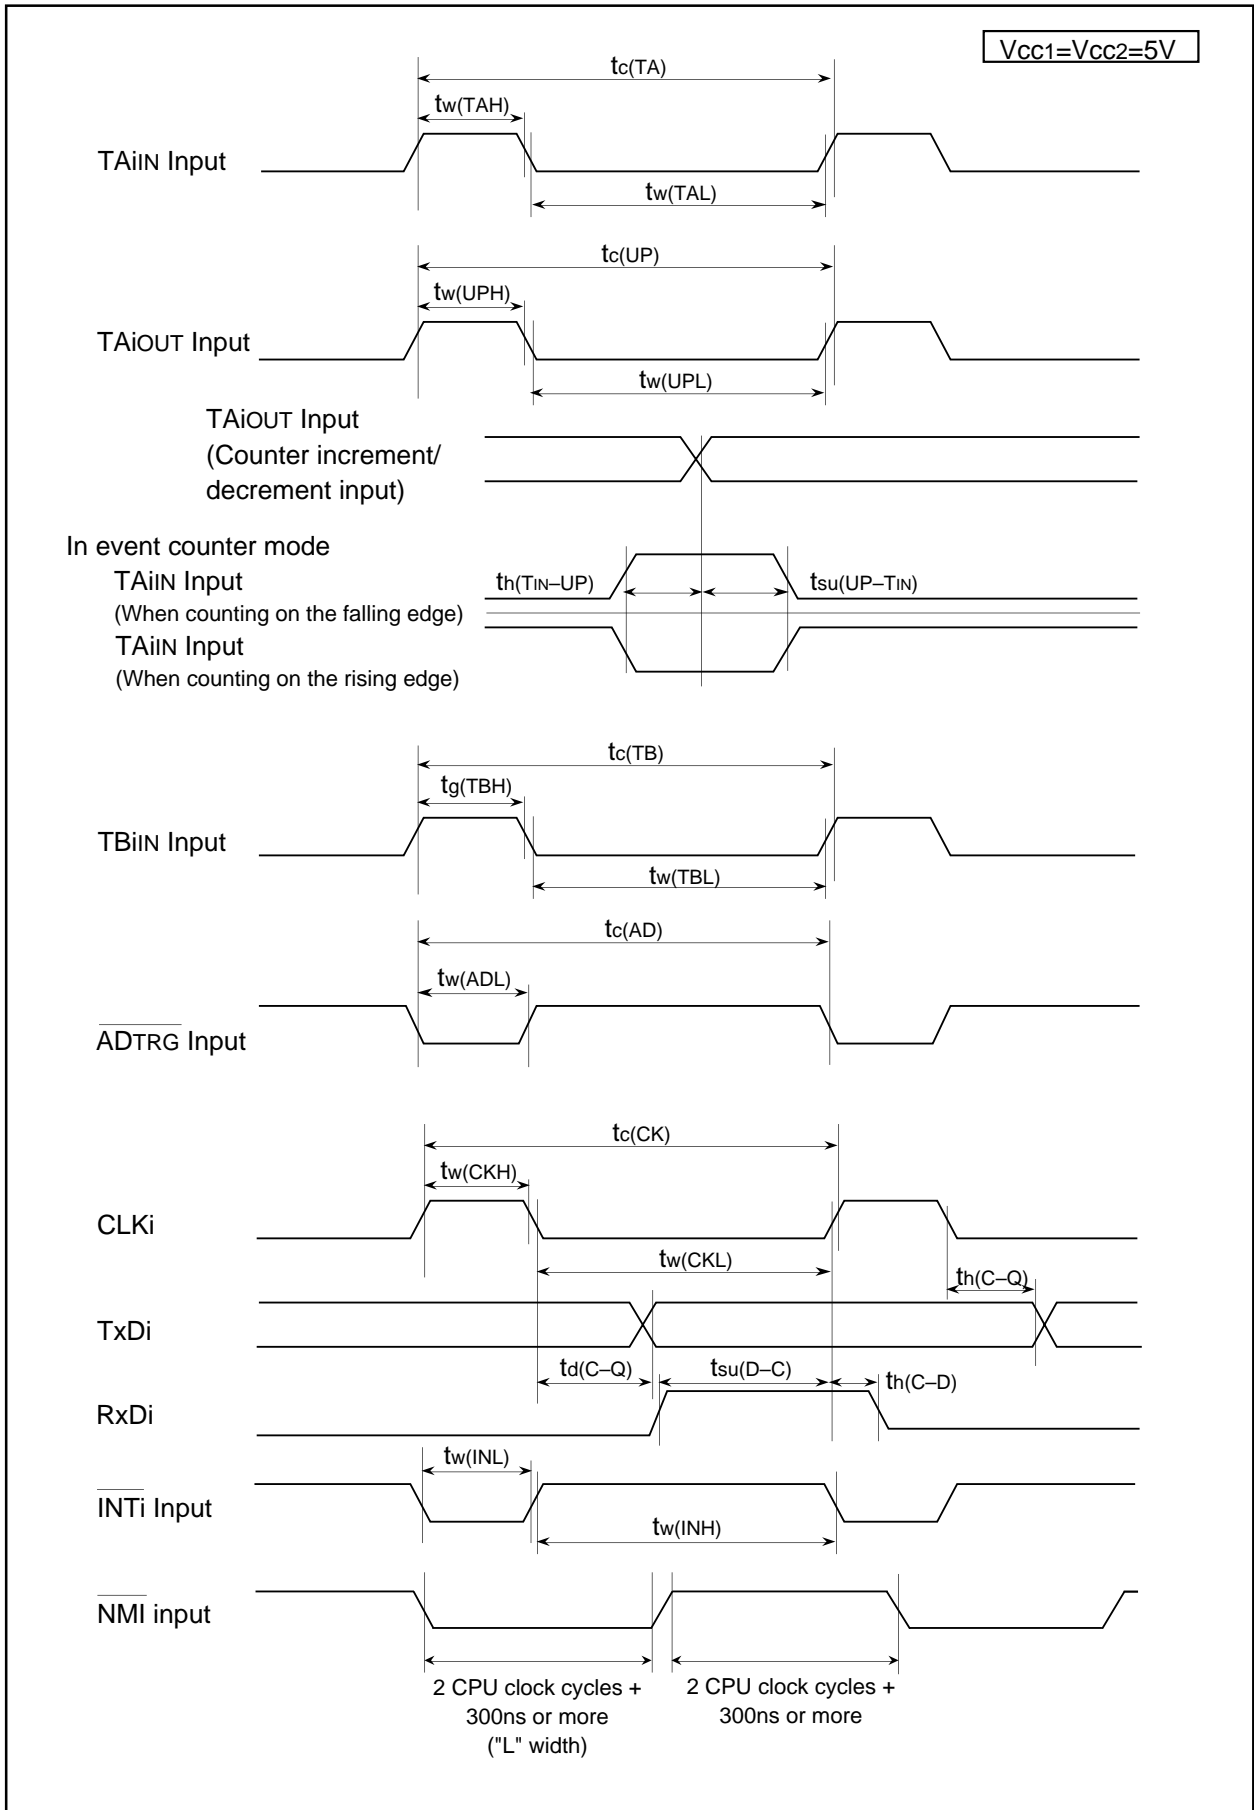 Vcc1=Vcc2=5V
tc(TA)
tw(TAH)
TAiIN Input
tw(TAL)
tc(UP)
tw(UPH)
TAiOUT Input
tw(UPL)
TAiOUT Input
(Counter increment/
decrement input)
In event counter mode
TAiIN Input
th(TIN–UP)
tsu(UP–TIN)
(When counting on the falling edge)
TAiIN Input
(When counting on the rising edge)
tc(TB)
tg(TBH)
TBiIN Input
tw(TBL)
tc(AD)
tw(ADL)
ADTRG Input
tc(CK)
tw(CKH)
CLKi
tw(CKL)
th(C–Q)
TxDi
td(C–Q)
tsu(D–C)
th(C–D)
RxDi
tw(INL)
INTi Input
tw(INH)
NMI input
2 CPU clock cycles +
300ns or more
("L" width)
2 CPU clock cycles +
300ns or more